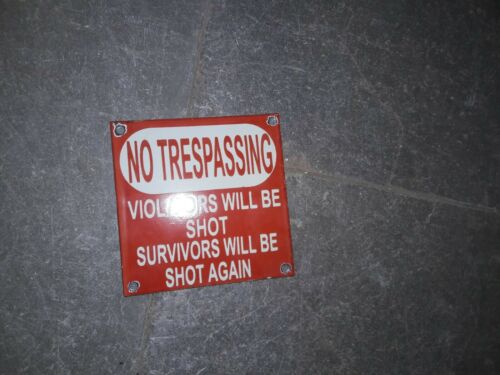 NO TRESPASSING
VIOLATORS WILL BE
SHOT
SURVIVORS WILL BE
SHOT AGAIN